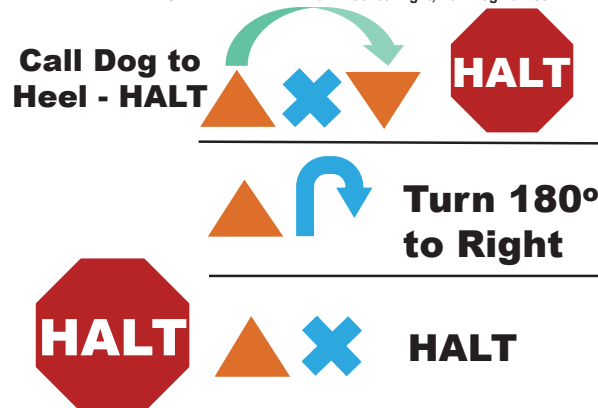 Call Dog to
Heel - HALT
HALT
Turn 180º
to Right
HALT
HALT